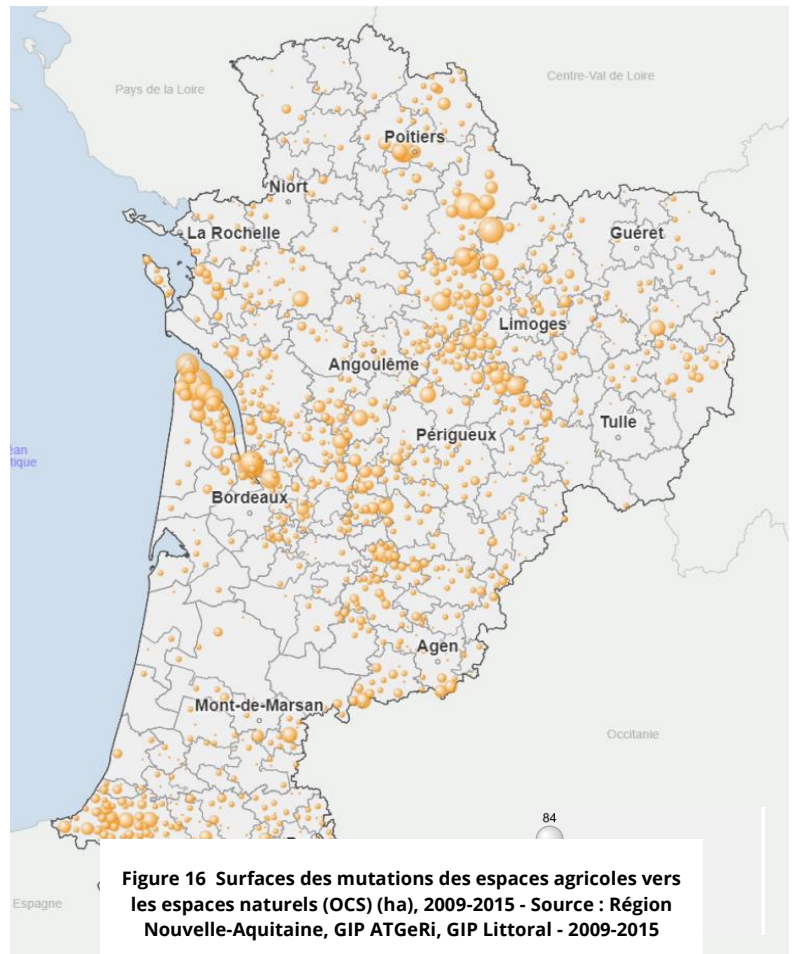 Pays de la Loire
Centre-Val de Loire
Poitiers
Niort
La Rochelle
Guéret
Limoges
Angoulême
Tulle
Périgueux
éan
tique
Bordeaux
Agen
Mont-de-Marsan
Occitanie
84
Espagne
Figure 16 Surfaces des mutations des espaces agricoles vers
les espaces naturels (OCS) (ha), 2009-2015 - Source : Région
Nouvelle-Aquitaine, GIP ATGeRi, GIP Littoral - 2009-2015